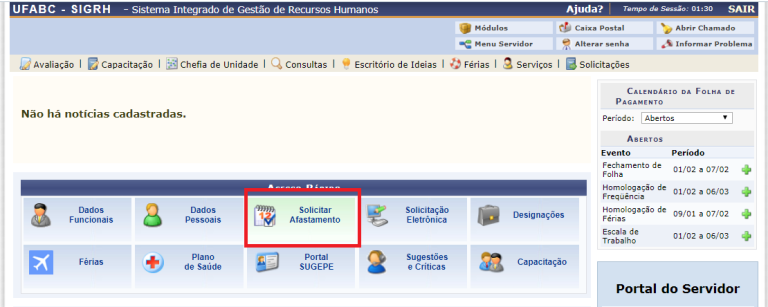 UFABC - SIGRH - Sistema Integrado de Gestão de Recursos Humanos Ajuda? Tempo de Sessão: 01:30 SAIR
Módulos Caixa Postal Abrir Chamado
Menu Servidor Alterar senha Informar Problema
Avaliação Capacitação Chefia de Unidade Consultas Escritório de Ideias Férias Serviços Solicitações
Não há notícias cadastradas.
Calendário da Folha de
Pagamento
Período: Abertos
Abertos
Evento Período
Fechamento de
Folha 01/02 a 07/02
Homologação de
Freqüência 01/02 a 06/03
Homologação de
Férias 09/01 a 07/02
Escala de
Trabalho 01/02 a 06/03
Portal do Servidor
Acesso Rápido
Dados
Funcionais
Dados
Pessoais
Solicitar
Afastamento
Solicitação
Eletrônica
Designações
Férias
Plano
de Saúde
Portal
SUGEPE
Sugestões
e Críticas
Capacitação